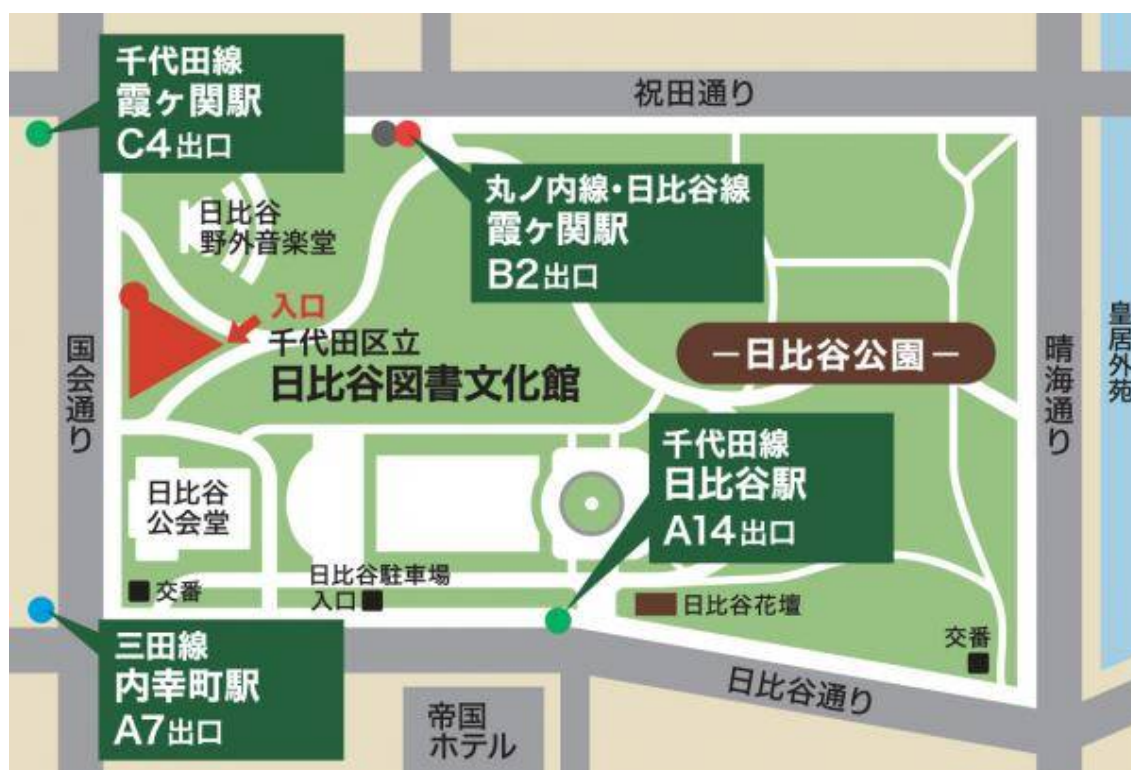 千代田線
霞ヶ関駅
C4出口
祝田通り
丸ノ内線・日比谷線
霞ヶ関駅
B2出口
日比谷
野外音楽堂
入口
千代田区立
日比谷図書文化館
国会通り
－日比谷公園－
晴海通り
皇居外苑
千代田線
日比谷駅
A14出口
日比谷
公会堂
交番
日比谷駐車場
入口
日比谷花壇
交番
三田線
内幸町駅
A7出口
帝国
ホテル
日比谷通り